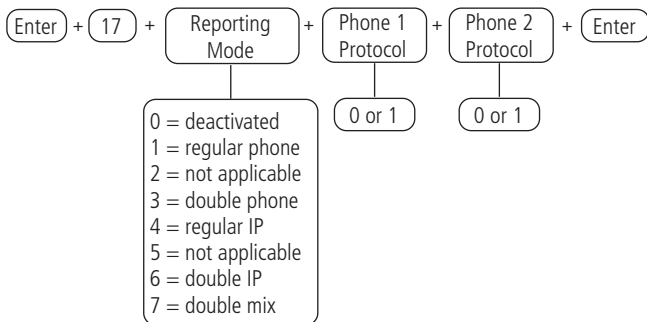 Enter + 17 + Reporting Mode + Phone 1 Protocol + Phone 2 Protocol + Enter
0 = deactivated
1 = regular phone
2 = not applicable
3 = double phone
4 = regular IP
5 = not applicable
6 = double IP
7 = double mix
0 or 1
0 or 1